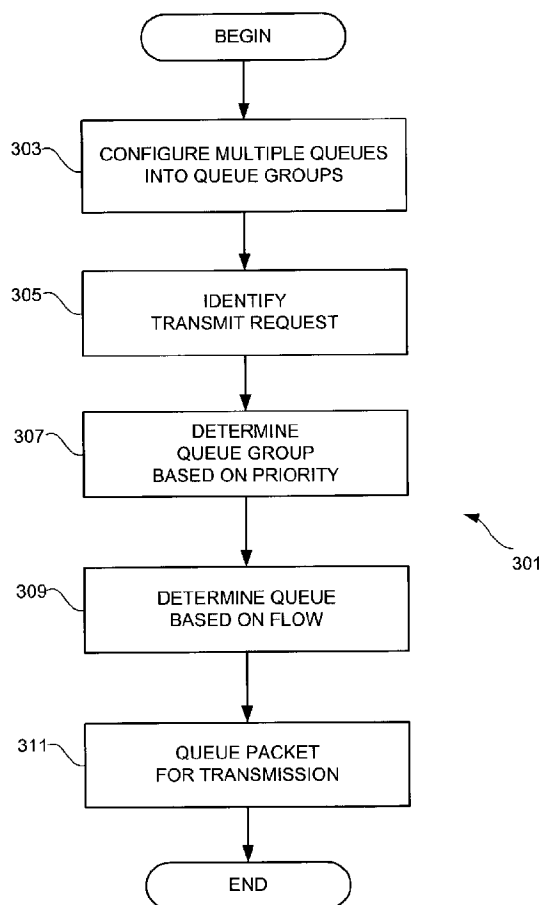 BEGIN
303
CONFIGURE MULTIPLE QUEUES
INTO QUEUE GROUPS
305
IDENTIFY
TRANSMIT REQUEST
307
DETERMINE
QUEUE GROUP
BASED ON PRIORITY
301
309
DETERMINE QUEUE
BASED ON FLOW
311
QUEUE PACKET
FOR TRANSMISSION
END